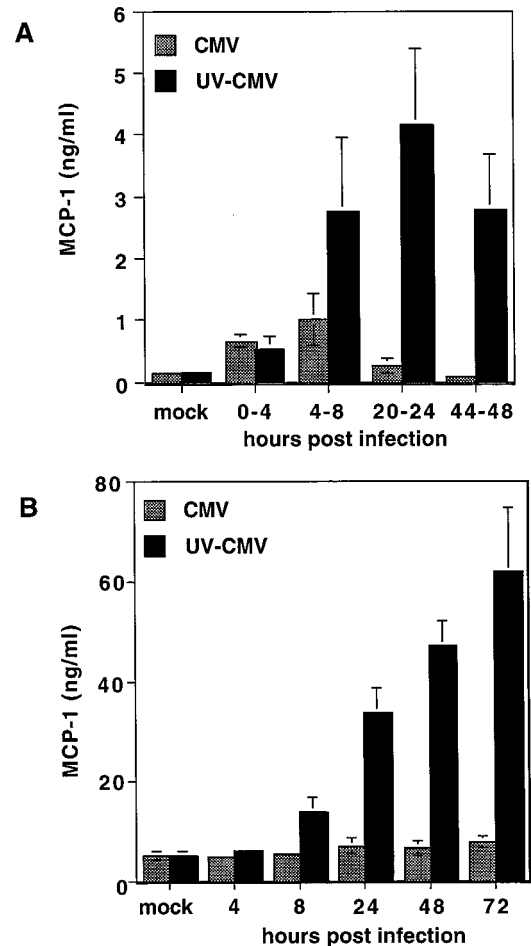 A
CMV
UV-CMV
MCP-1 (ng/ml)
6
5
4
3
2
1
0
mock 0-4 4-8 20-24 44-48
hours post infection
B
CMV
UV-CMV
MCP-1 (ng/ml)
80
60
40
20
0
mock 4 8 24 48 72
hours post infection